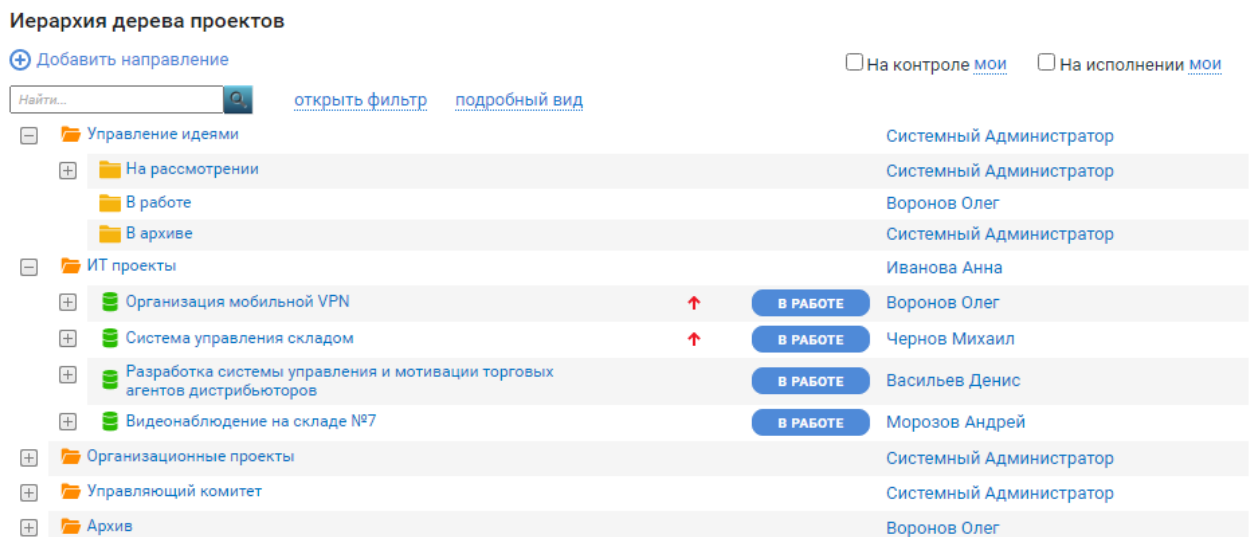 Иерархия дерева проектов
Добавить направление
На контроле мои На исполнении мои
Найти... открыть фильтр подробный вид
Управление идеями Системный Администратор
На рассмотрении Системный Администратор
В работе Воронов Олег
В архиве Системный Администратор
ИТ проекты Иванова Анна
Организация мобильной VPN В РАБОТЕ Воронов Олег
Система управления складом В РАБОТЕ Чернов Михаил
Разработка системы управления и мотивации торговых
агентов дистрибьюторов В РАБОТЕ Васильев Денис
Видеонаблюдение на складе №7 В РАБОТЕ Морозов Андрей
Организационные проекты Системный Администратор
Управляющий комитет Системный Администратор
Архив Воронов Олег